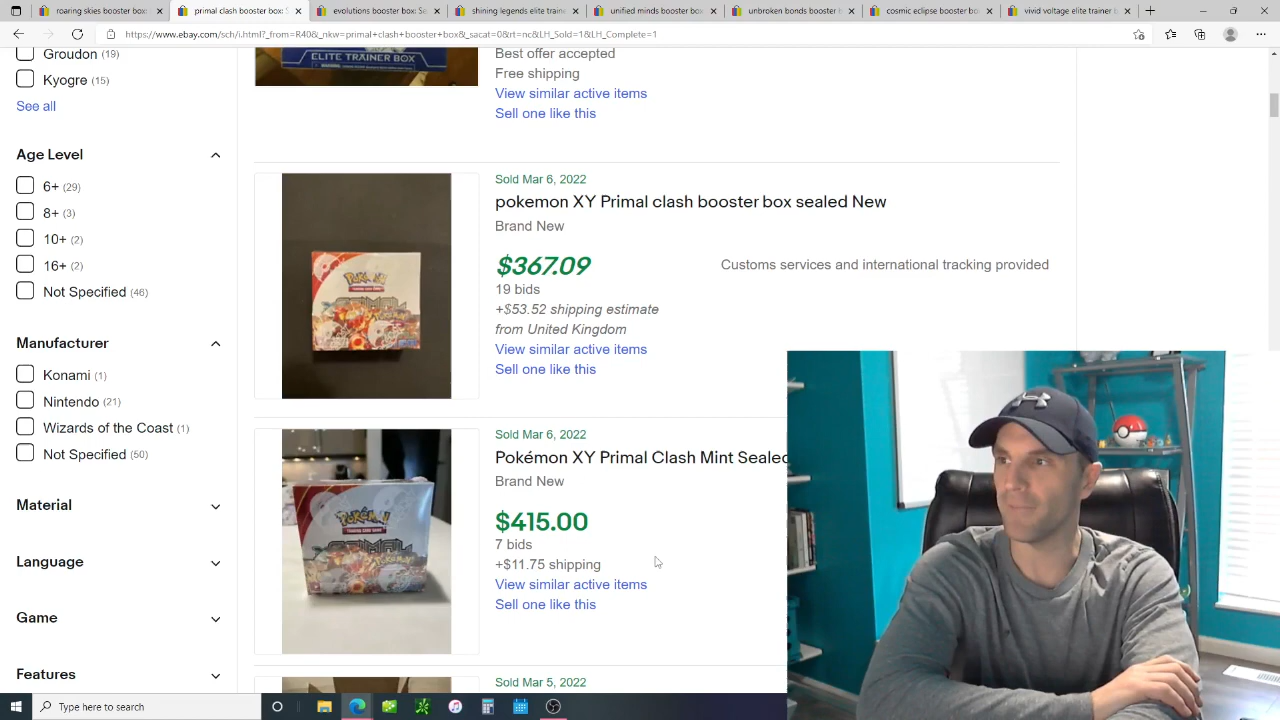 roaring skies booster box
primal clash booster box S
evolutions booster box Se
shining legends elite traine
unified minds booster box
unbroken bonds booster b
cosmic eclipse booster box
vivid voltage elite trainer b
https://www.ebay.com/sch/i.html?_from=R40&_nkw=primal+clash+booster+box&_sacat=0&rt=nc&LH_Sold=1&LH_Complete=1
Groudon (19)
Kyogre (15)
See all
Age Level
6+ (29)
8+ (3)
10+ (2)
16+ (2)
Not Specified (46)
Manufacturer
Konami (1)
Nintendo (21)
Wizards of the Coast (1)
Not Specified (50)
Material
Language
Game
Features
ELITE TRAINER BOX
Best offer accepted
Free shipping
View similar active items
Sell one like this
Sold Mar 6, 2022
pokemon XY Primal clash booster box sealed New
Brand New
$367.09
Customs services and international tracking provided
19 bids
+$53.52 shipping estimate
from United Kingdom
View similar active items
Sell one like this
POKéMON
PRIMAL
Sold Mar 6, 2022
Pokémon XY Primal Clash Mint Sealed
Brand New
$415.00
7 bids
+$11.75 shipping
View similar active items
Sell one like this
POKéMON
PRIMAL
Sold Mar 5, 2022
Type here to search